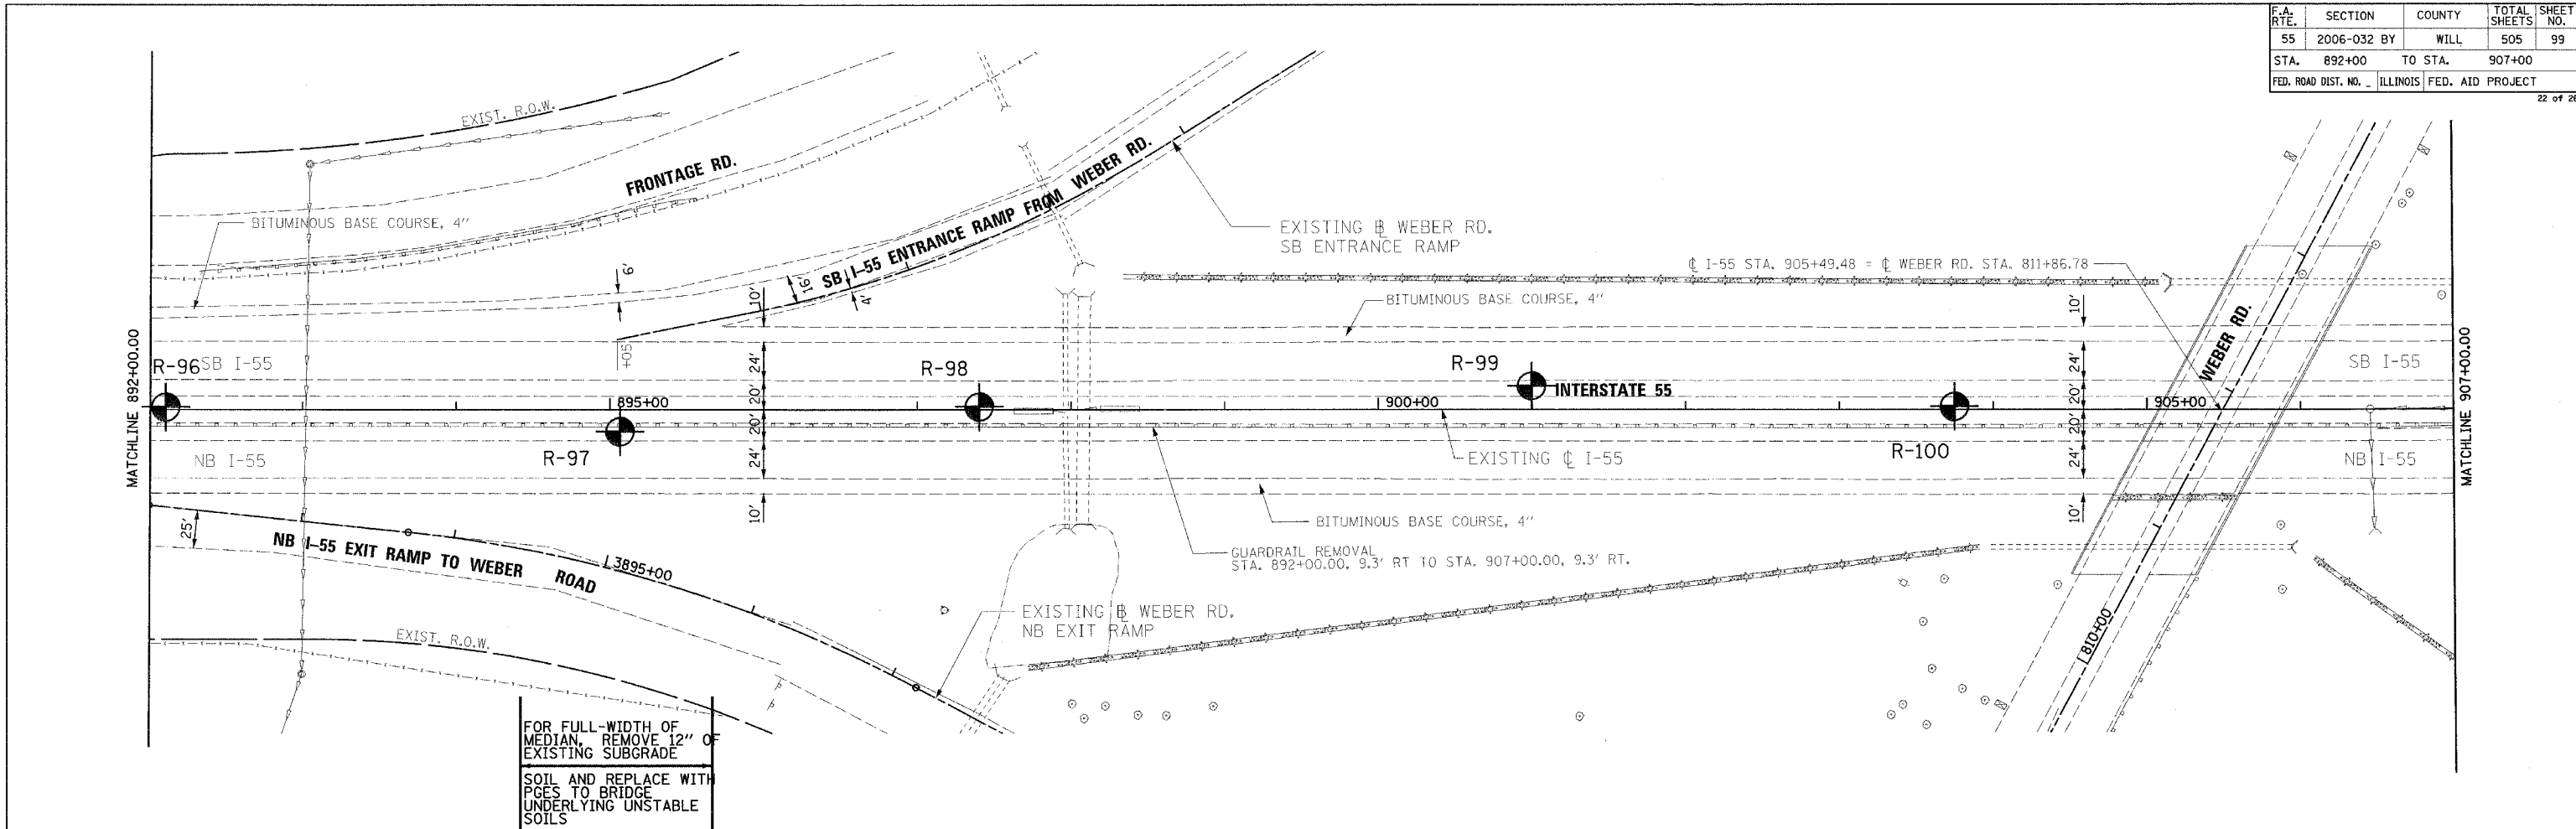 F.A. RTE. SECTION COUNTY TOTAL SHEETS SHEET NO.
55 2006-032 BY WILL 505 99
STA. 892+00 TO STA. 907+00
FED. ROAD DIST. NO. _ ILLINOIS FED. AID PROJECT
22 of 28
EXIST. R.O.W.
FRONTAGE RD.
BITUMINOUS BASE COURSE, 4"
SB I-55 ENTRANCE RAMP FROM WEBER RD.
EXISTING ℄ WEBER RD.
SB ENTRANCE RAMP
℄ I-55 STA. 905+49.48 = ℄ WEBER RD. STA. 811+86.78
BITUMINOUS BASE COURSE, 4"
6'
16'
4'
10'
10'
WEBER RD.
MATCHLINE 892+00.00
R-96
SB I-55
+05
24'
R-98
R-99
24'
SB I-55
MATCHLINE 907+00.00
895+00
20'
900+00
INTERSTATE 55
20'
905+00
NB I-55
R-97
20'
24'
EXISTING ℄ I-55
R-100
20'
24'
NB I-55
10'
BITUMINOUS BASE COURSE, 4"
10'
25'
NB I-55 EXIT RAMP TO WEBER ROAD
3895+00
GUARDRAIL REMOVAL
STA. 892+00.00, 9.3' RT TO STA. 907+00.00, 9.3' RT.
EXISTING ℄ WEBER RD.
NB EXIT RAMP
EXIST. R.O.W.
810+00
FOR FULL-WIDTH OF
MEDIAN, REMOVE 12" OF
EXISTING SUBGRADE
SOIL AND REPLACE WITH
PGES TO BRIDGE
UNDERLYING UNSTABLE
SOILS